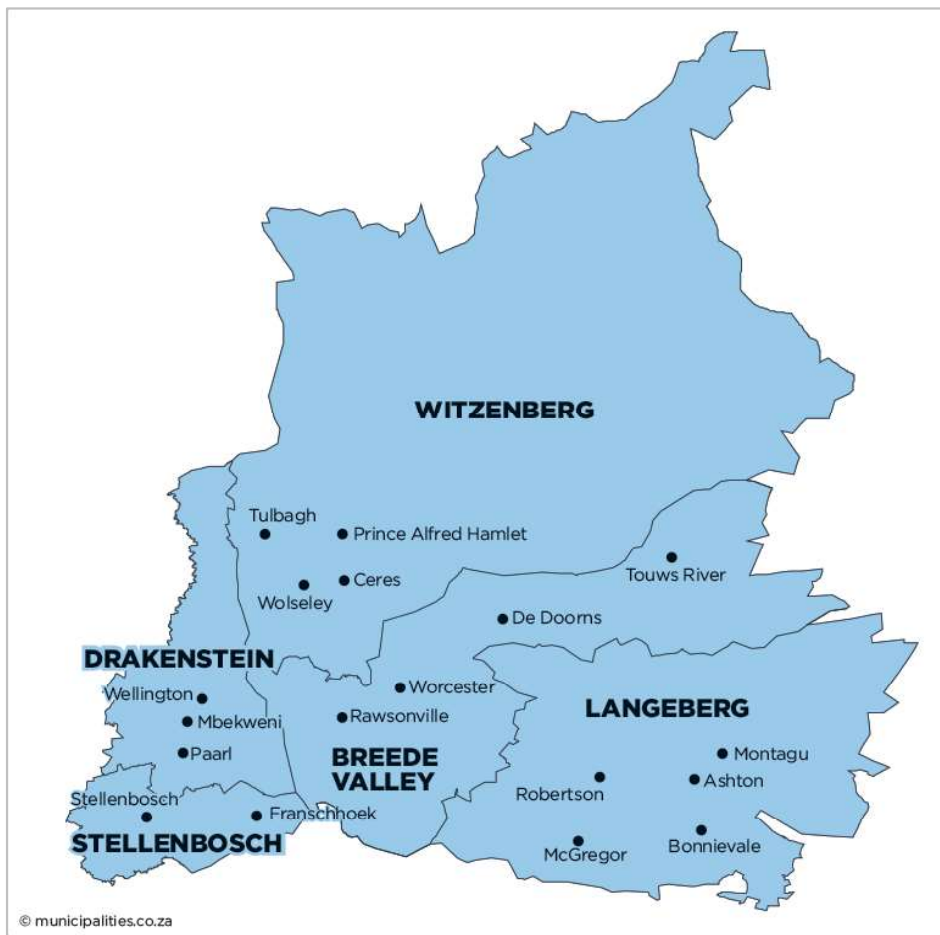 WITZENBERG
Tulbagh
Prince Alfred Hamlet
Ceres
Wolseley
Touws River
De Doorns
DRAKENSTEIN
Wellington
Mbekweni
Paarl
Worcester
Rawsonville
BREEDE
VALLEY
LANGEBERG
Montagu
Ashton
Robertson
McGregor
Bonnievale
Stellenbosch
Franschhoek
STELLENBOSCH
© municipalities.co.za